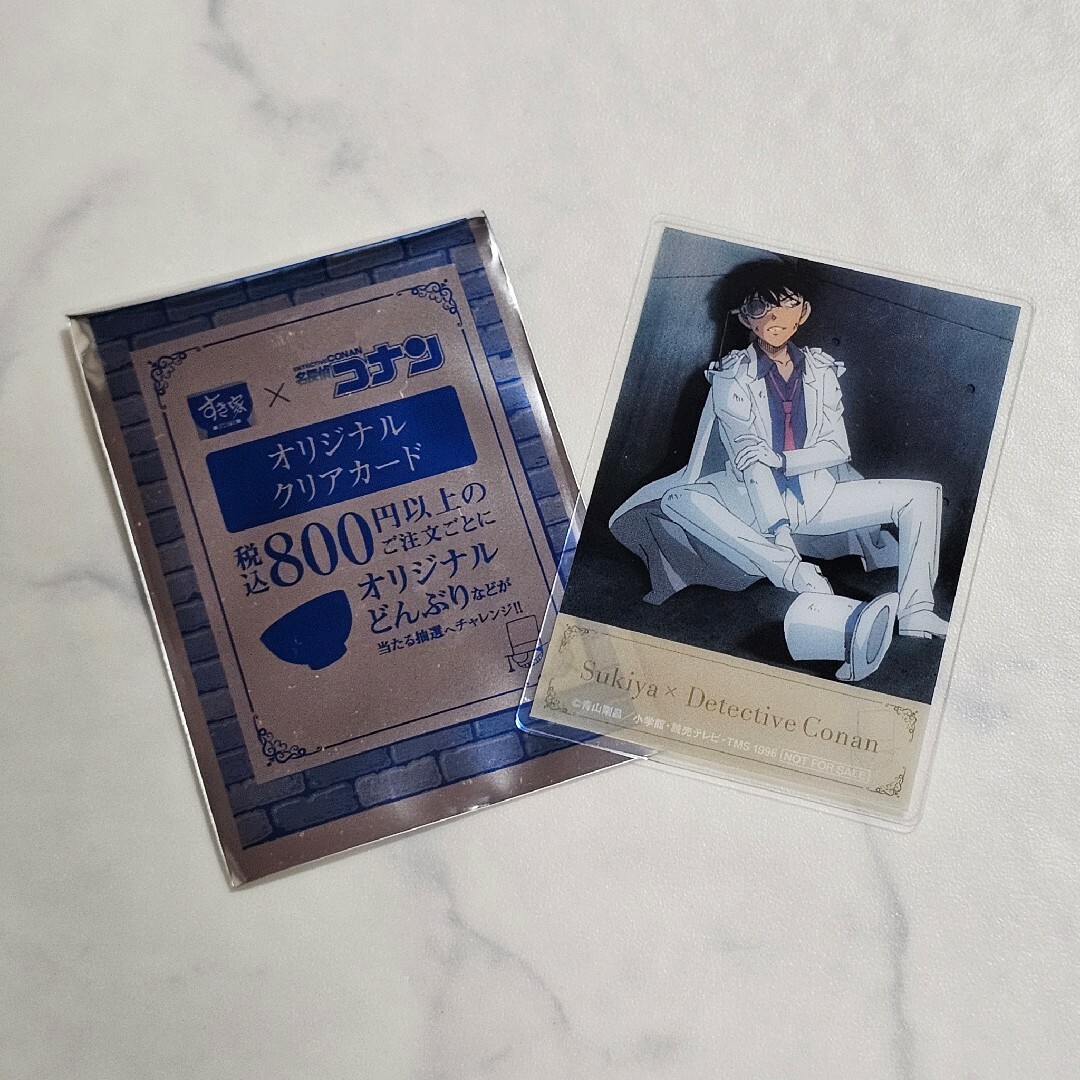 すき家
×
DETECTIVE CONAN
名探偵
コナン
オリジナル
クリアカード
税込800円以上の
ご注文ごとに
オリジナル
どんぶりなどが
当たる抽選へチャレンジ!!
Sukiya × Detective Conan
©青山剛昌/小学館・読売テレビ・TMS 1996 NOT FOR SALE